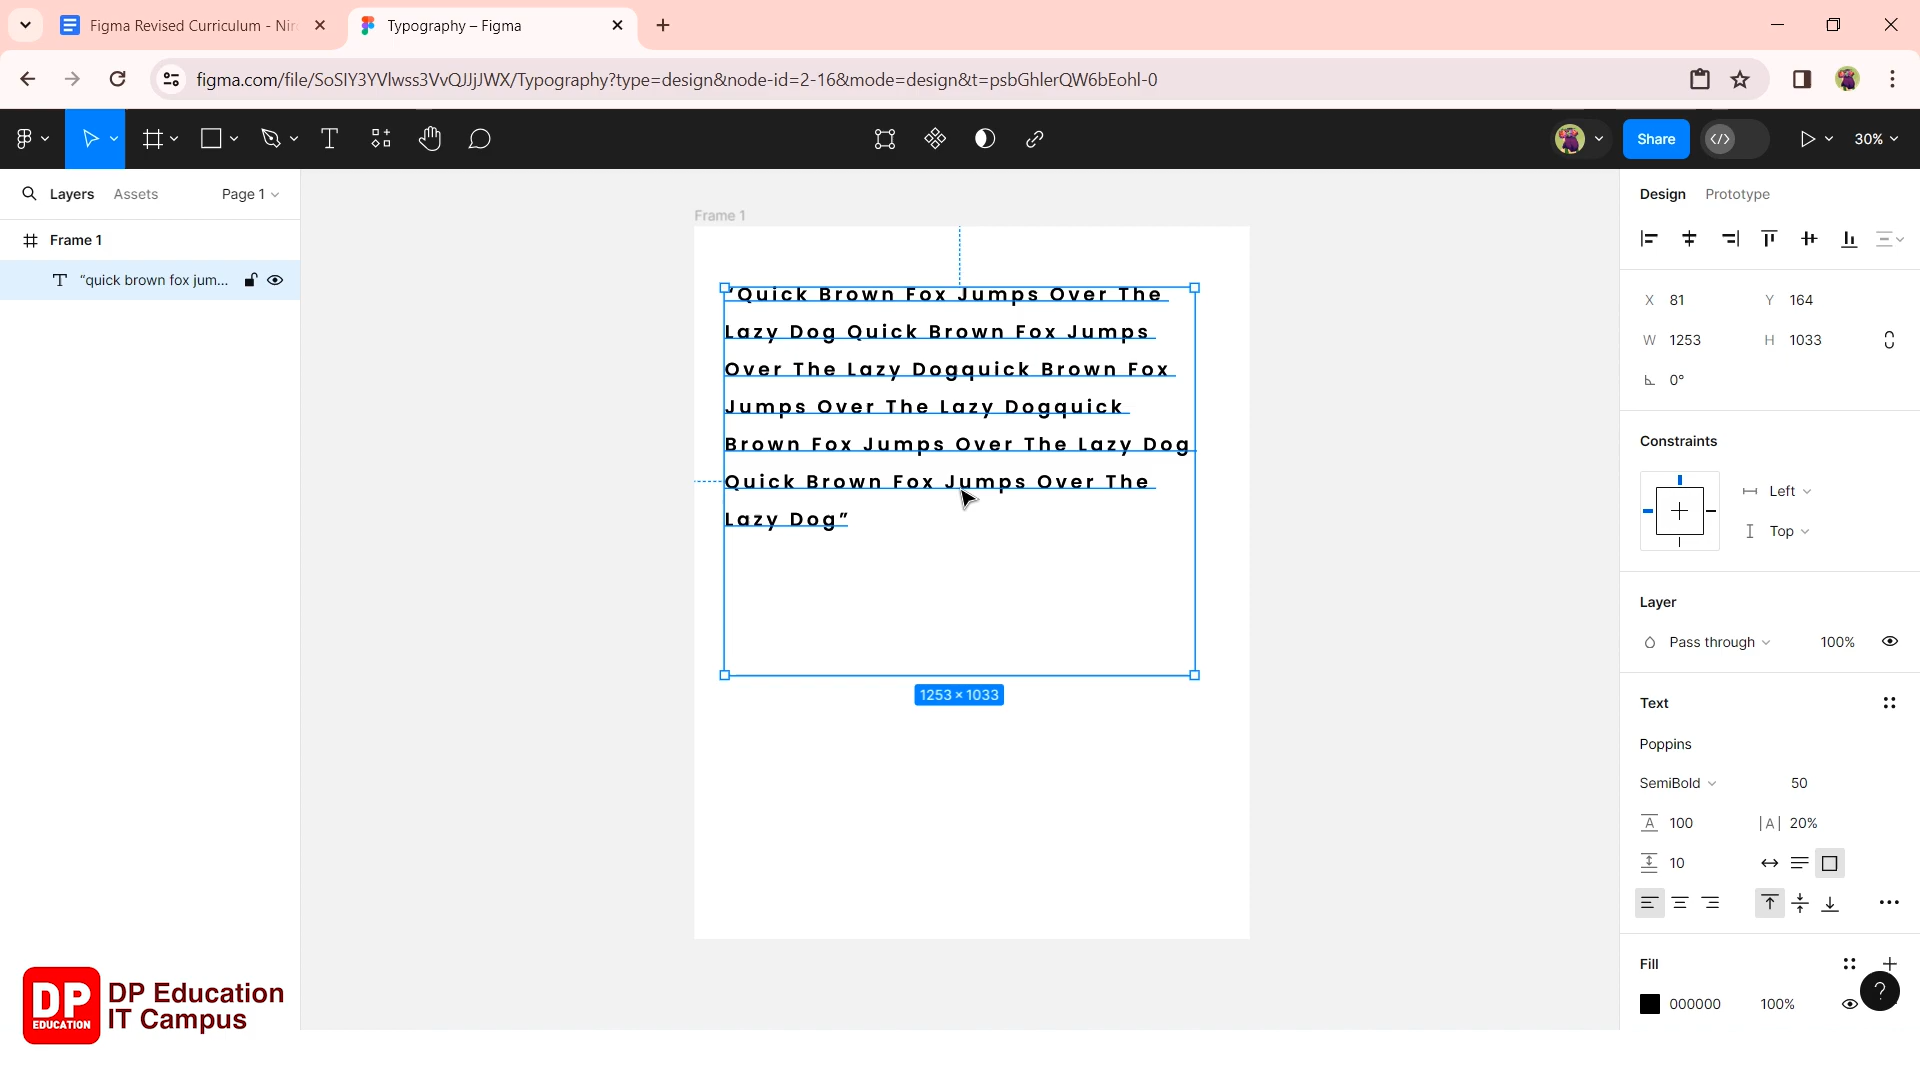 Figma Revised Curriculum - Nir
Typography – Figma
figma.com/file/SoSIY3YVlwss3VvQJJjJWX/Typography?type=design&node-id=2-16&mode=design&t=psbGhlerQW6bEohl-0
Share
30%
Layers
Assets
Page 1
Frame 1
“quick brown fox jum...
Frame 1
“Quick Brown Fox Jumps Over The
Lazy Dog Quick Brown Fox Jumps
Over The Lazy Dogquick Brown Fox
Jumps Over The Lazy Dogquick
Brown Fox Jumps Over The Lazy Dog
Quick Brown Fox Jumps Over The
Lazy Dog”
1253 × 1033
Design
Prototype
X 81
Y 164
W 1253
H 1033
0°
Constraints
Left
Top
Layer
Pass through
100%
Text
Poppins
SemiBold
50
100
20%
10
Fill
000000
100%
?
DP
EDUCATION
DP Education
IT Campus